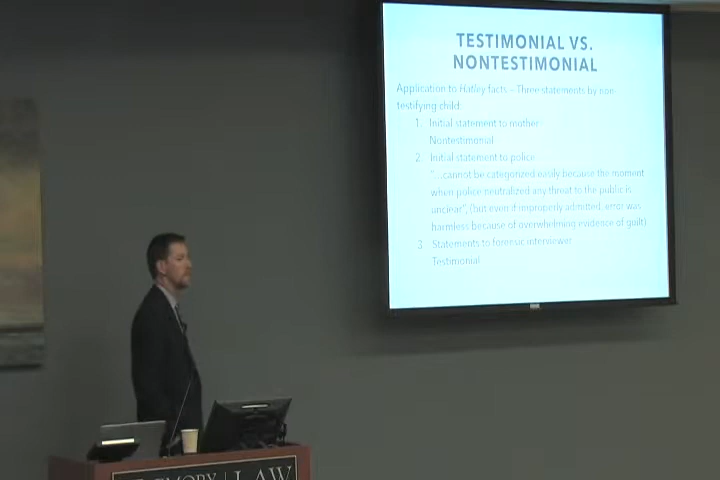 TESTIMONIAL VS.
NONTESTIMONIAL
Application to Hatley facts – Three statements by non-
testifying child:
1. Initial statement to mother
Nontestimonial
2. Initial statement to police
"...cannot be categorized easily because the moment
when police neutralized any threat to the public is
unclear", (but even if improperly admitted, error was
harmless because of overwhelming evidence of guilt)
3 Statements to forensic interviewer
Testimonial
EMORY | LAW